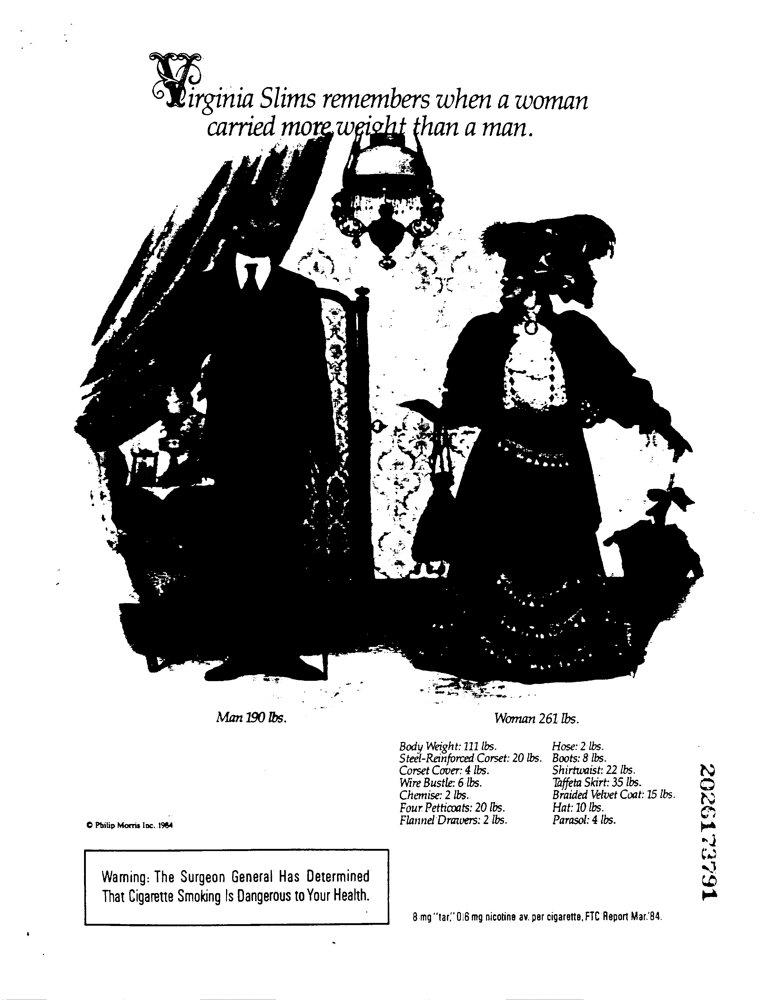 Virginia Slims remembers when a woman
carried more weight than a man.
Man 190 lbs.
Woman 261 lbs.
Body Weight: 111 lbs.
Steel-Reinforced Corset: 20 lbs.
Corset Cover: 4 lbs.
Wire Bustle: 6 lbs.
Chemise: 2 lbs.
Four Petticoats: 20 lbs.
Flannel Drawers: 2 lbs.
Hose: 2 lbs.
Boots: 8 lbs.
Shirtwaist: 22 lbs.
Taffeta Skirt: 35 lbs.
Braided Velvet Coat: 15 lbs.
Hat: 10 lbs.
Parasol: 4 lbs.
© Philip Morris Inc. 1984
Warning: The Surgeon General Has Determined
That Cigarette Smoking Is Dangerous to Your Health.
8 mg "tar," 0.6 mg nicotine av. per cigarette, FTC Report Mar.'84.
2026173791